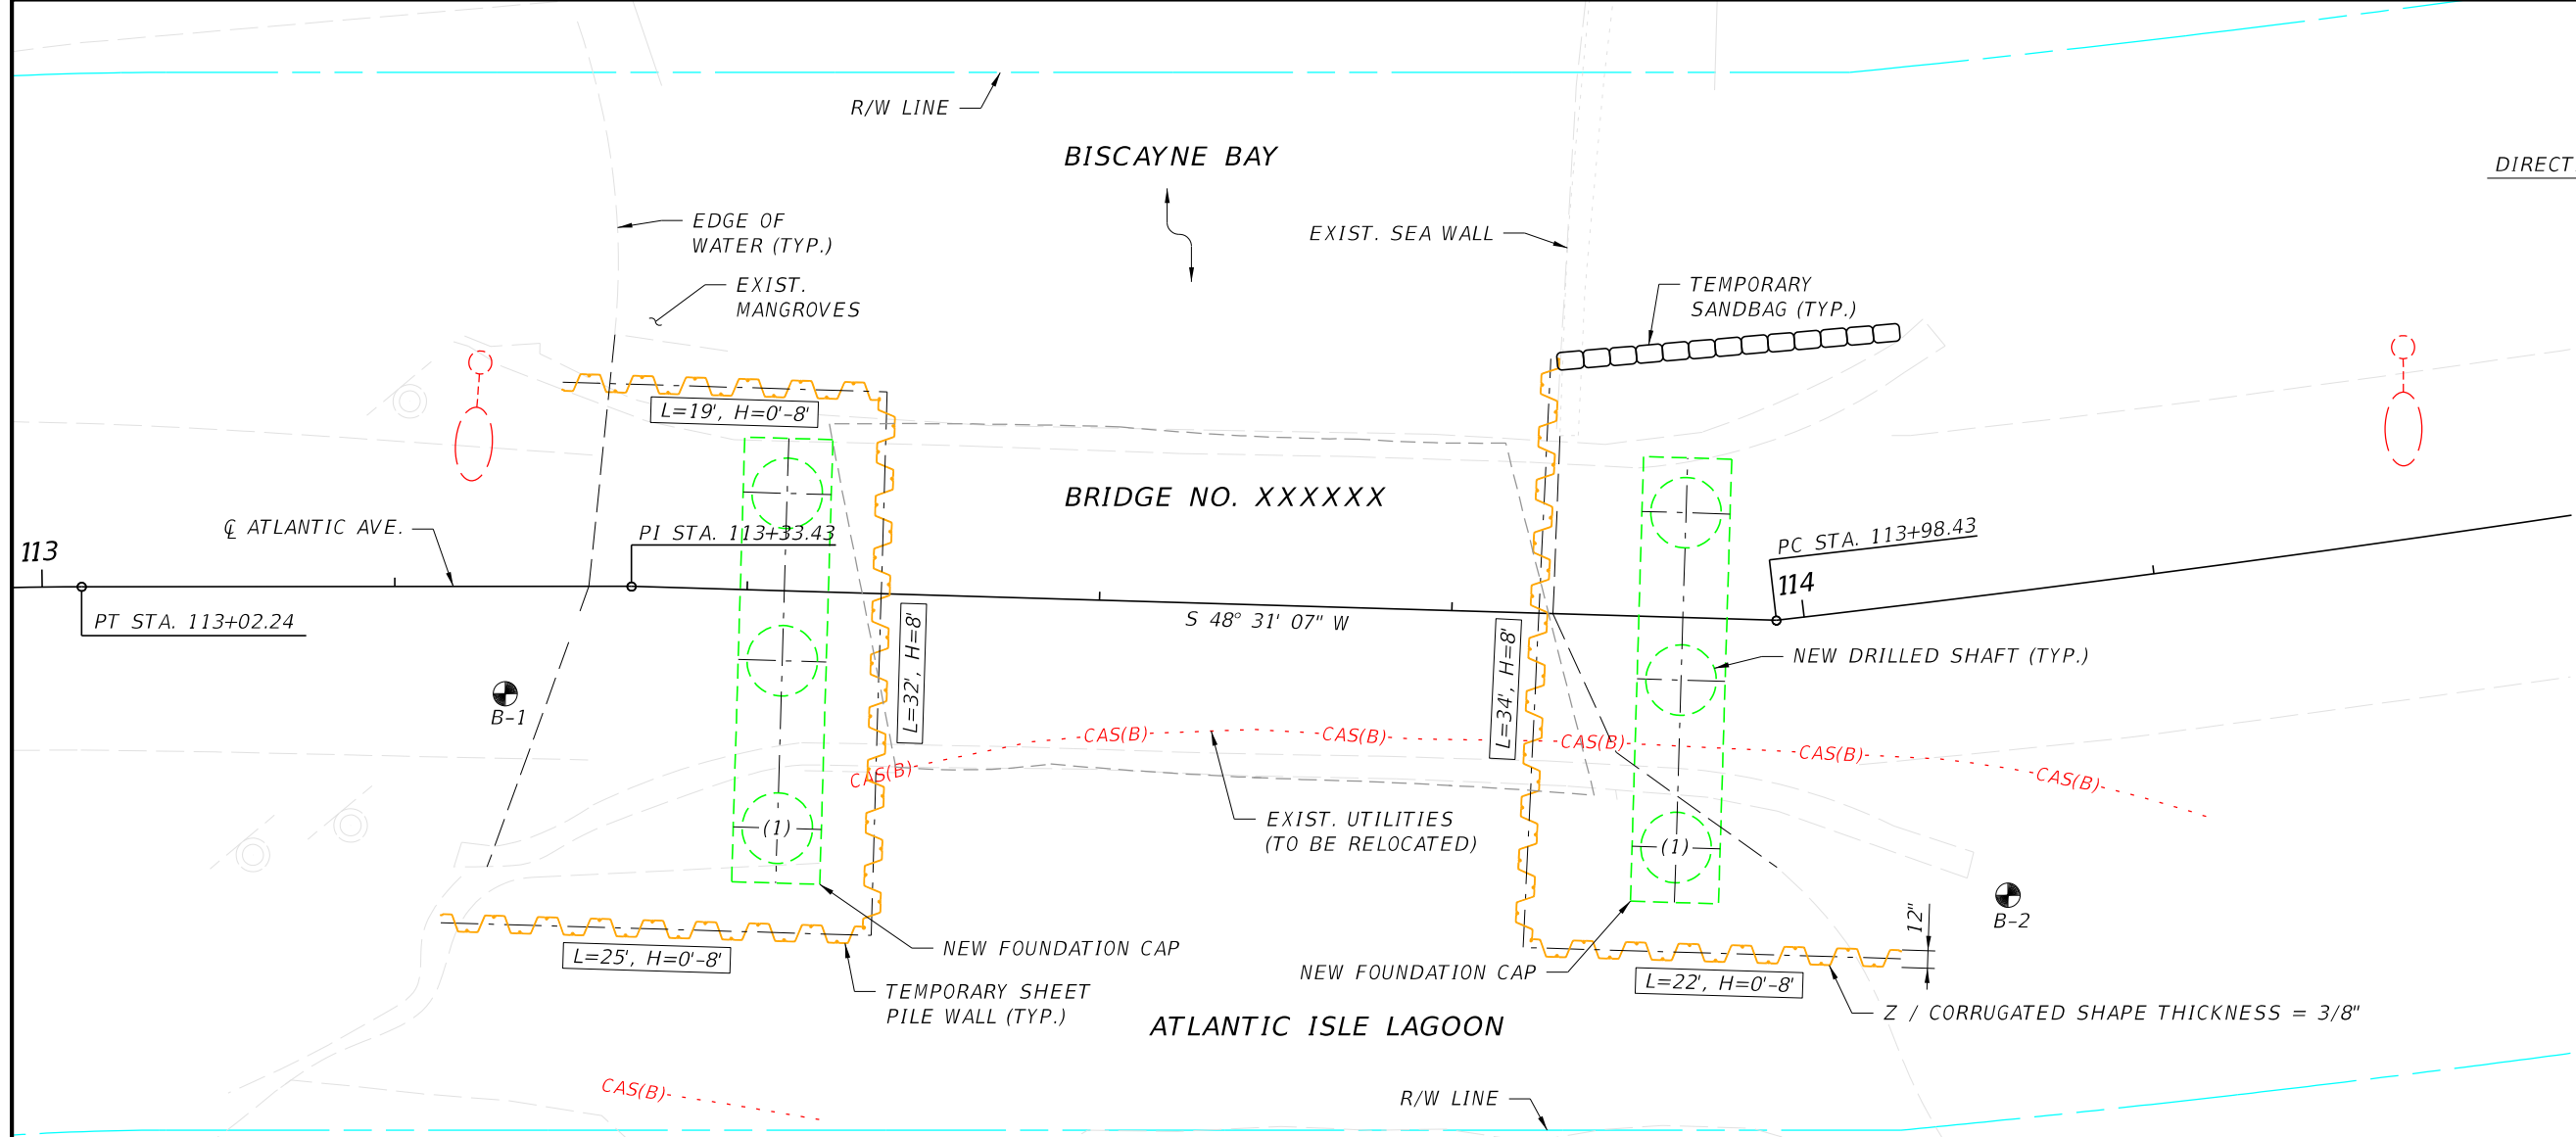 R/W LINE
BISCAYNE BAY
DIRECT
EDGE OF
WATER (TYP.)
EXIST. SEA WALL
EXIST.
MANGROVES
TEMPORARY
SANDBAG (TYP.)
L=19', H=0'-8'
BRIDGE NO. XXXXXX
℄ ATLANTIC AVE.
PI STA. 113+33.43
PC STA. 113+98.43
113
114
PT STA. 113+02.24
S 48° 31' 07" W
L=32', H=8'
L=34', H=8'
NEW DRILLED SHAFT (TYP.)
B-1
CAS(B)
CAS(B)
CAS(B)
CAS(B)
CAS(B)
CAS(B)
EXIST. UTILITIES
(TO BE RELOCATED)
(1)
(1)
B-2
12"
NEW FOUNDATION CAP
L=25', H=0'-8'
NEW FOUNDATION CAP
L=22', H=0'-8'
TEMPORARY SHEET
PILE WALL (TYP.)
Z / CORRUGATED SHAPE THICKNESS = 3/8"
ATLANTIC ISLE LAGOON
CAS(B)
R/W LINE